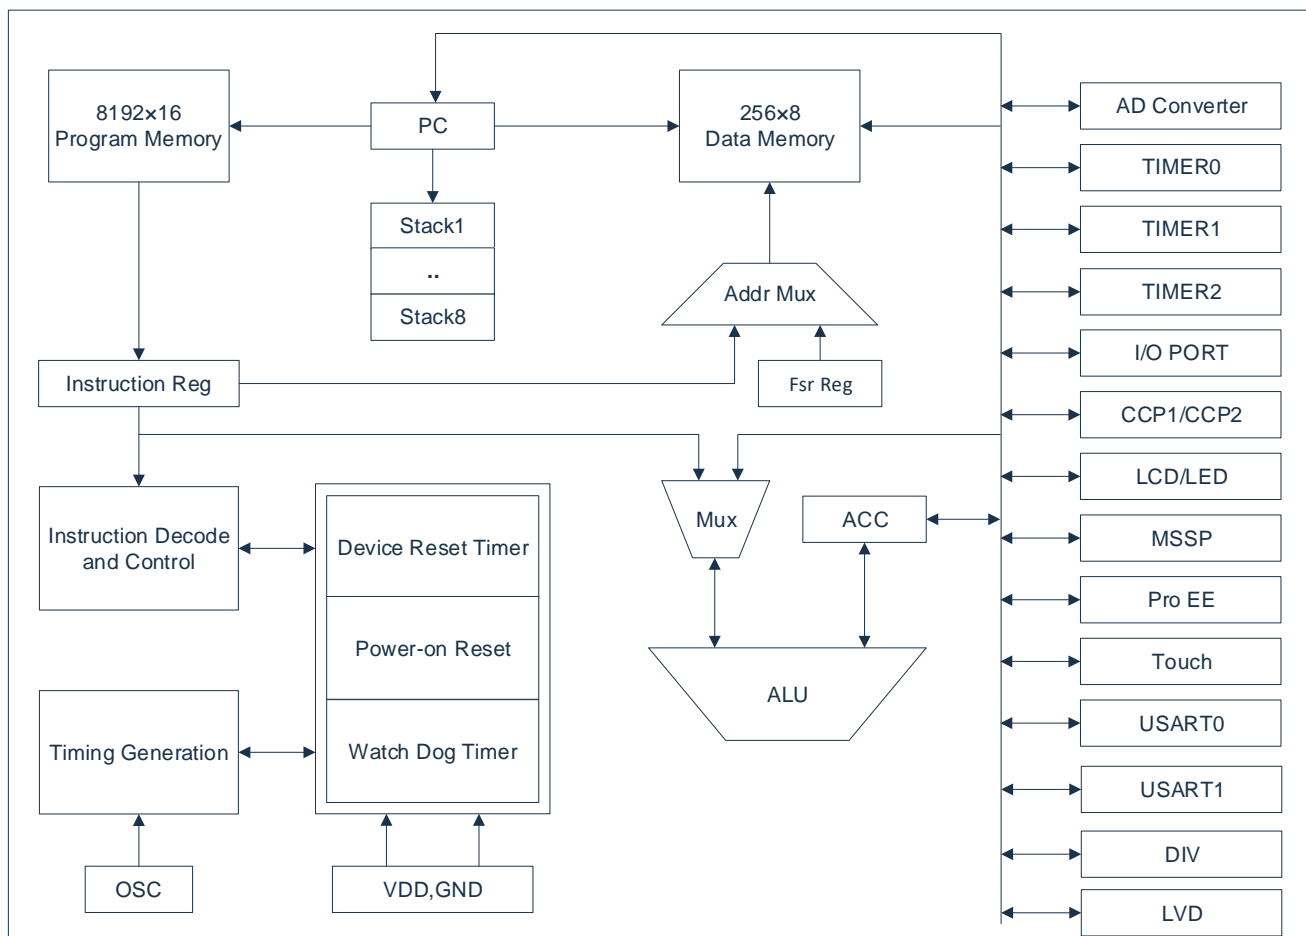 8192×16
Program Memory
PC
256×8
Data Memory
AD Converter
TIMER0
Stack1
TIMER1
..
Addr Mux
TIMER2
Stack8
I/O PORT
Instruction Reg
Fsr Reg
CCP1/CCP2
LCD/LED
Mux
ACC
Instruction Decode
and Control
Device Reset Timer
MSSP
Pro EE
Power-on Reset
Touch
ALU
USART0
Timing Generation
Watch Dog Timer
USART1
DIV
OSC
VDD,GND
LVD